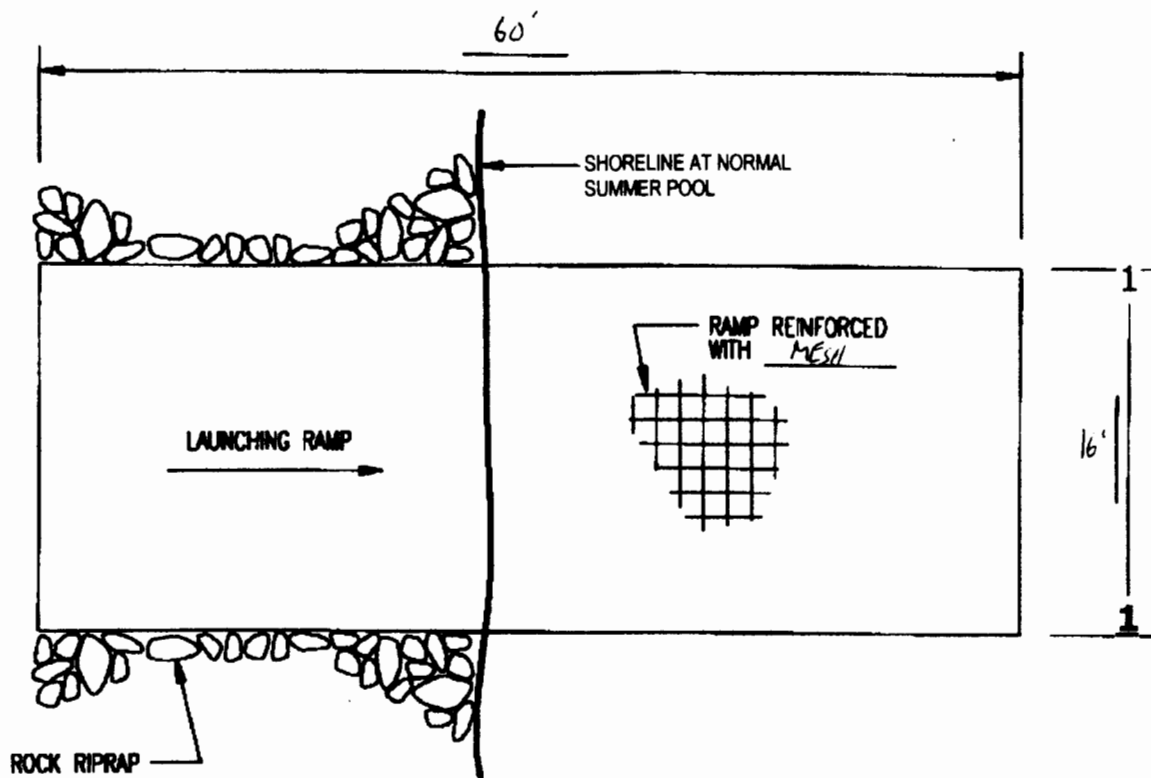 60'
SHORELINE AT NORMAL
SUMMER POOL
1
RAMP REINFORCED
WITH MESH
LAUNCHING RAMP
16'
1
ROCK RIPRAP